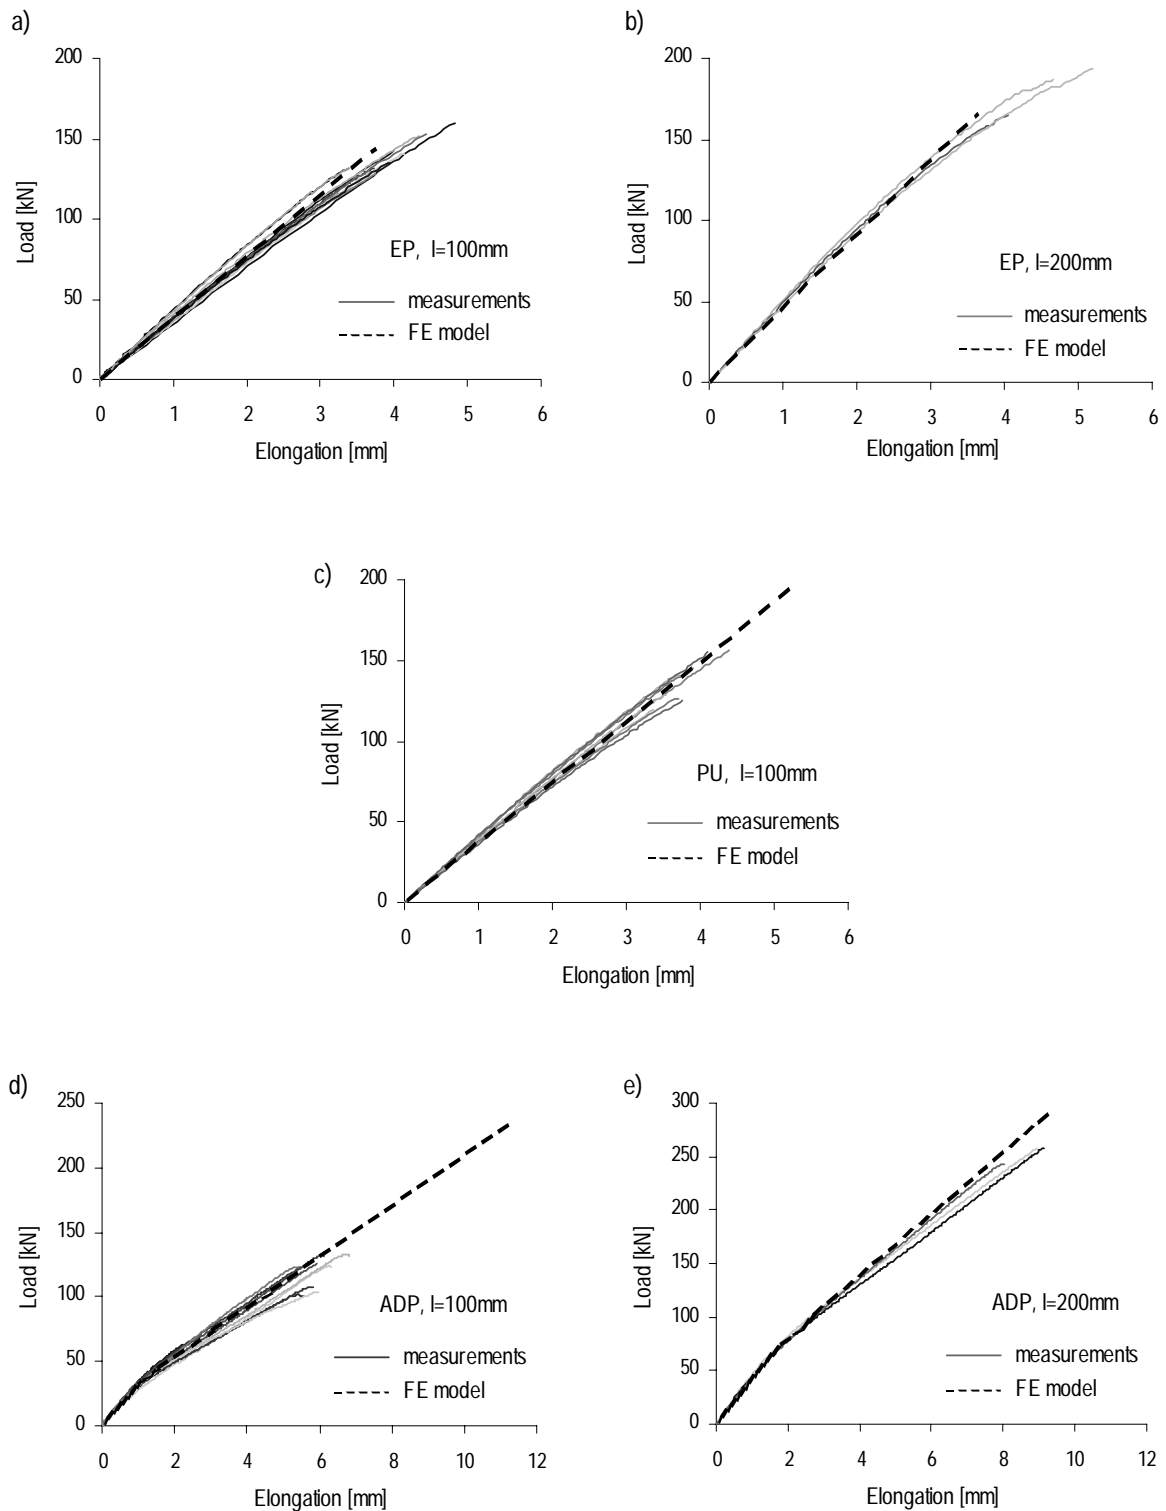 a)
200
150
100
50
0
Load [kN]
EP, l=100mm
measurements
FE model
0 1 2 3 4 5 6
Elongation [mm]
b)
200
150
100
50
0
Load [kN]
EP, l=200mm
measurements
FE model
0 1 2 3 4 5 6
Elongation [mm]
c)
200
150
100
50
0
Load [kN]
PU, l=100mm
measurements
FE model
0 1 2 3 4 5 6
Elongation [mm]
d)
250
200
150
100
50
0
Load [kN]
ADP, l=100mm
measurements
FE model
0 2 4 6 8 10 12
Elongation [mm]
e)
300
250
200
150
100
50
0
Load [kN]
ADP, l=200mm
measurements
FE model
0 2 4 6 8 10 12
Elongation [mm]